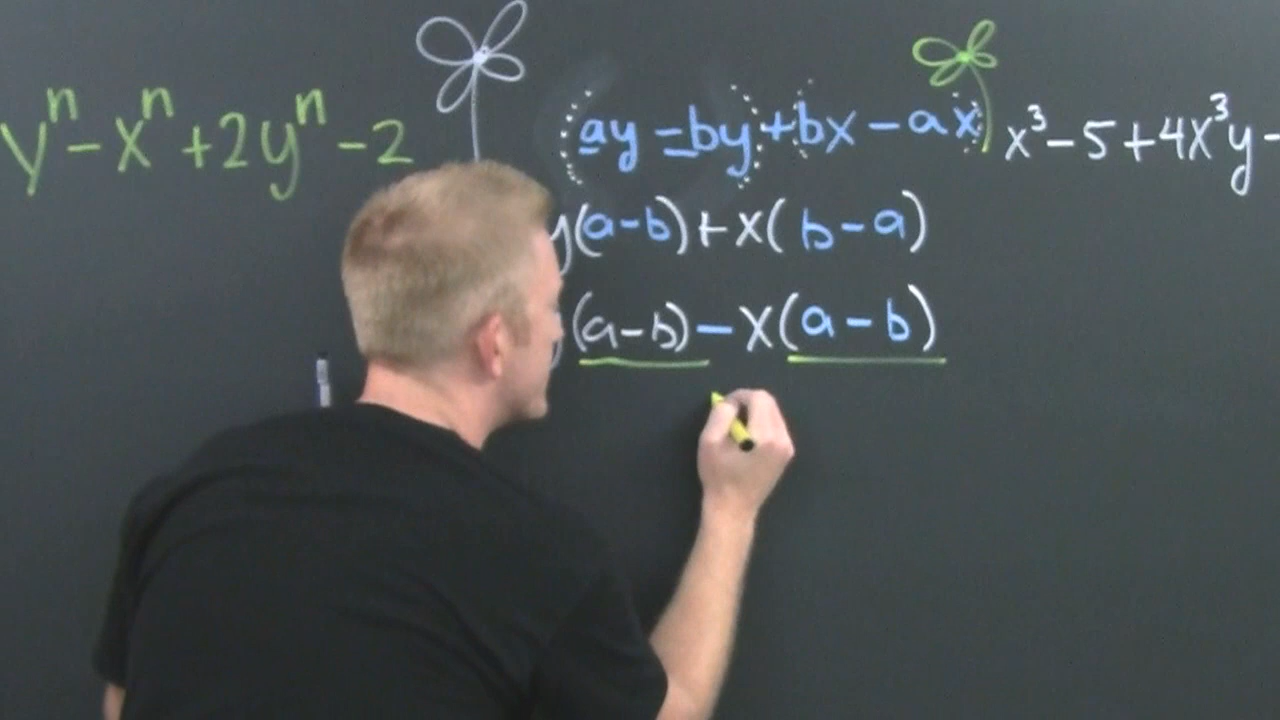 yⁿ - xⁿ + 2yⁿ - 2
ay - by + bx - ax
x³ - 5 + 4x³y -
y(a-b) + x(b-a)
(a-b) - x(a-b)